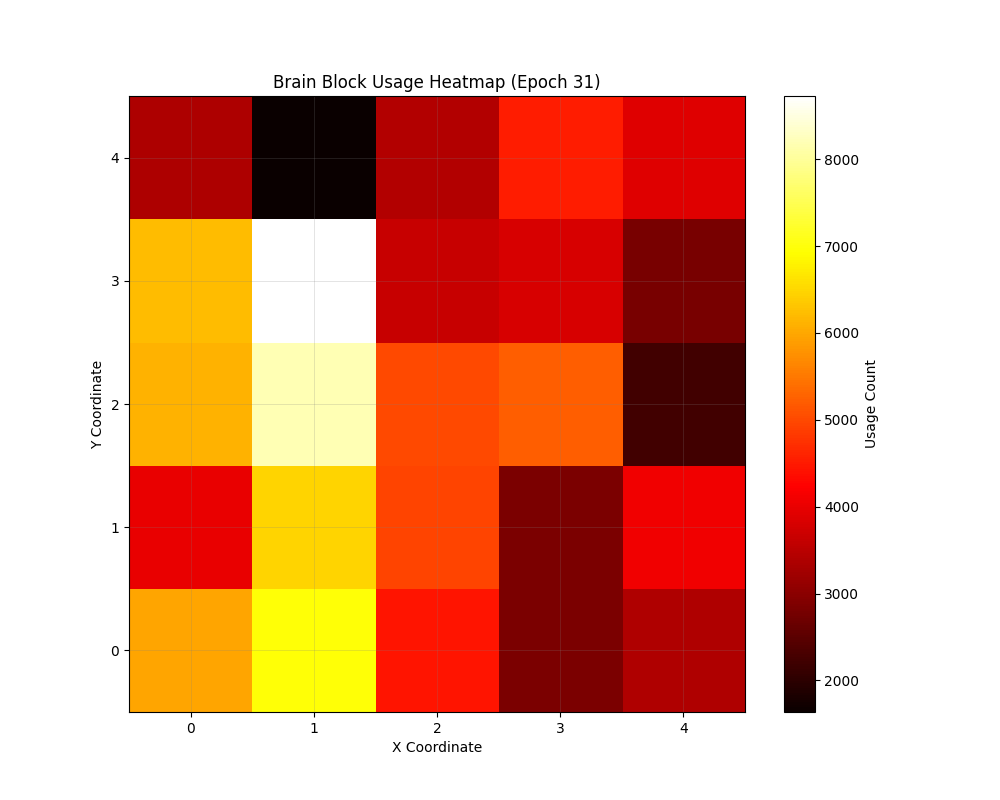 Brain Block Usage Heatmap (Epoch 31)
4
3
2
1
0
Y Coordinate
0 1 2 3 4
X Coordinate
8000
7000
6000
5000
4000
3000
2000
Usage Count